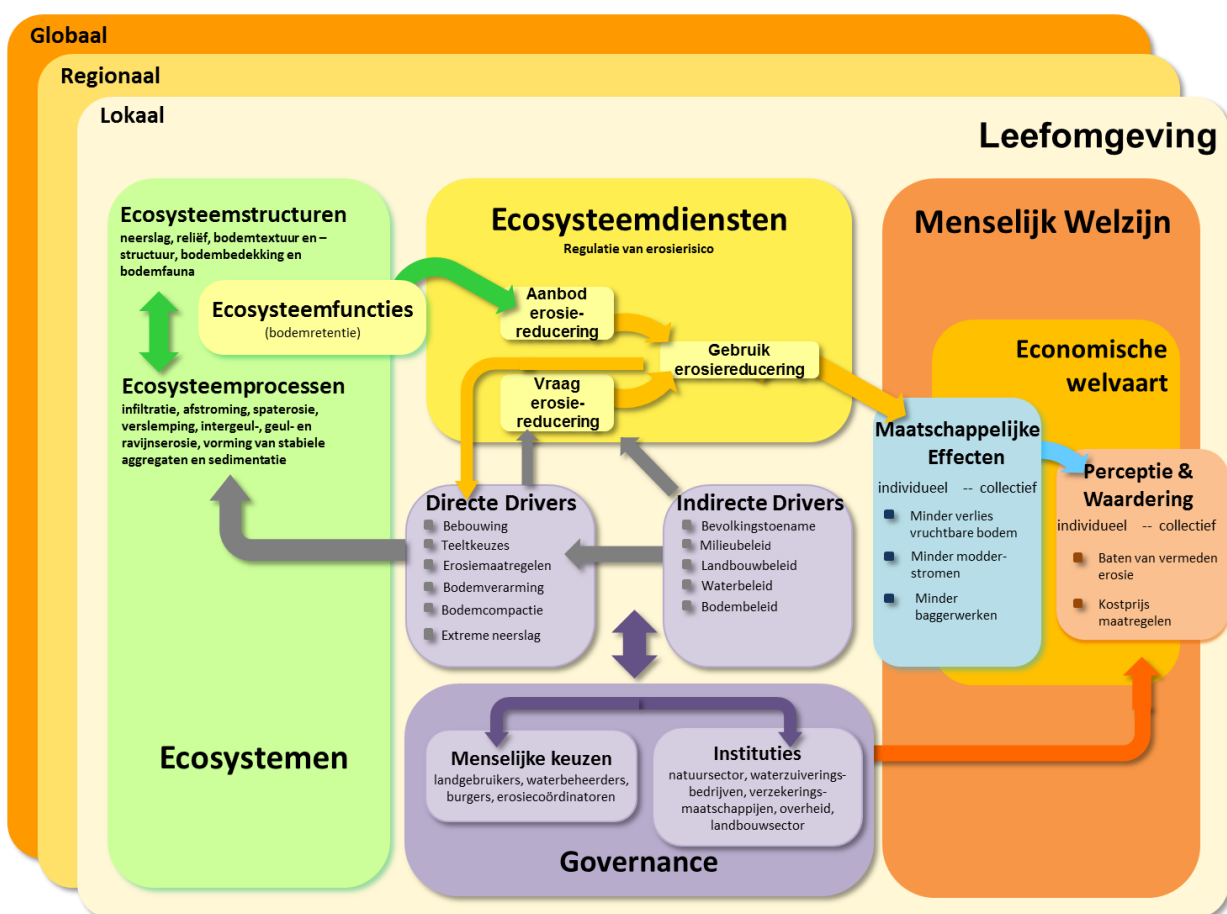 Globaal
Regionaal
Lokaal
Leefomgeving
Ecosysteemstructuren
neerslag, reliëf, bodemtextuur en –
structuur, bodembedekking en
bodemfauna
Ecosysteemfuncties
(bodemretentie)
Ecosysteemprocessen
infiltratie, afstroming, spaterosie,
verslemping, intergeul-, geul- en
ravijnserosie, vorming van stabiele
aggregaten en sedimentatie
Ecosystemen
Ecosysteemdiensten
Regulatie van erosierisico
Aanbod
erosie-
reducering
Gebruik
erosiereducering
Vraag
erosie-
reducering
Directe Drivers
Bebouwing
Teeltkeuzes
Erosiemaatregelen
Bodemverarming
Bodemcompactie
Extreme neerslag
Indirecte Drivers
Bevolkingstoename
Milieubeleid
Landbouwbeleid
Waterbeleid
Bodembeleid
Menselijke keuzen
landgebruikers, waterbeheerders,
burgers, erosiecoördinatoren
Instituties
natuursector, waterzuiverings-
bedrijven, verzekerings-
maatschappijen, overheid,
landbouwsector
Governance
Menselijk Welzijn
Economische
welvaart
Maatschappelijke
Effecten
individueel -- collectief
Minder verlies
vruchtbare bodem
Minder modder-
stromen
Minder
baggerwerken
Perceptie &
Waardering
individueel -- collectief
Baten van vermeden
erosie
Kostprijs
maatregelen